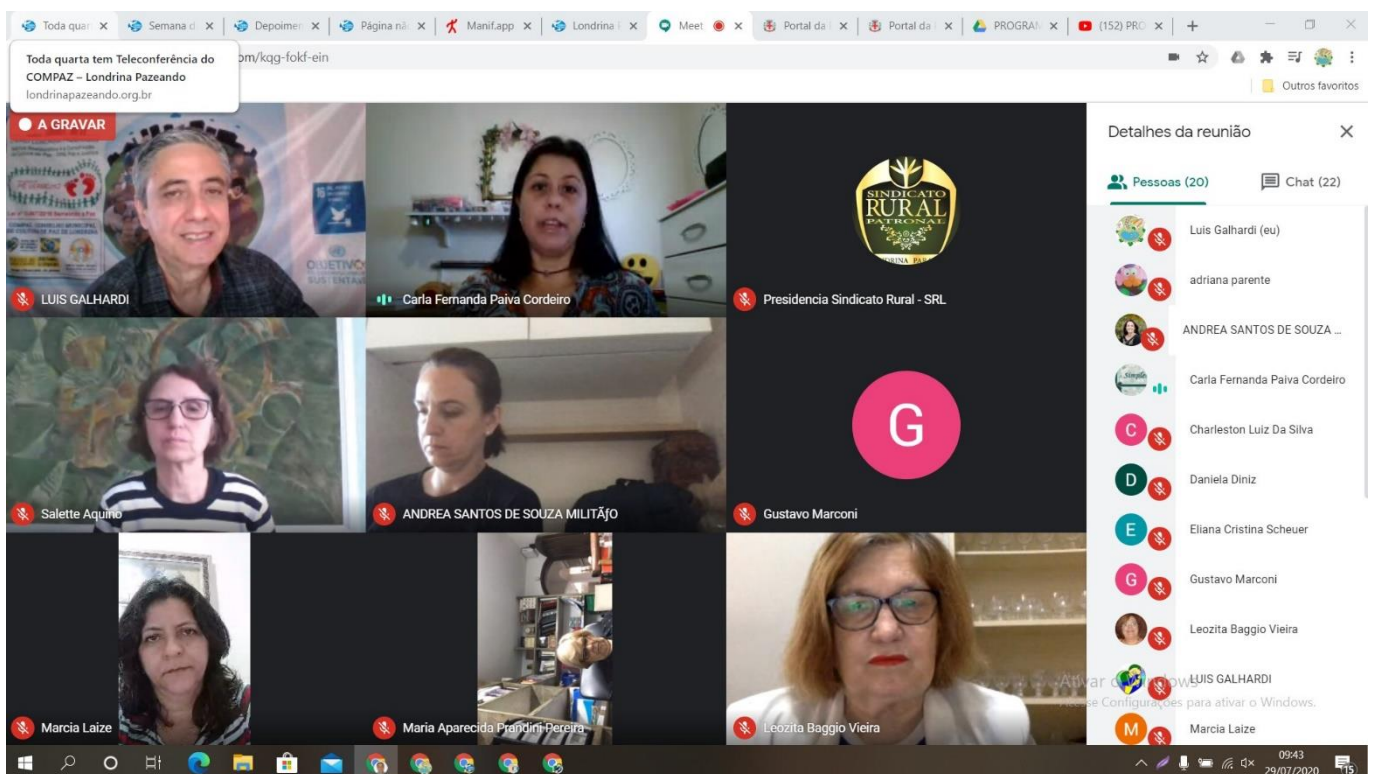 Toda quar
Semana d
Depoimen
Página nã
Manif.app
Londrina
Meet
Portal da
Portal da
PROGRAM
(152) PRO
Toda quarta tem Teleconferência do
COMPAZ – Londrina Pazeando
londrinapazeando.org.br
om/kqg-fokf-ein
Outros favoritos
A GRAVAR
LUIS GALHARDI
OBJETIVO
SUSTENTÁV
Carla Fernanda Paiva Cordeiro
SINDICATO
RURAL
PATRONAL
Presidencia Sindicato Rural - SRL
Salette Aquino
ANDREA SANTOS DE SOUZA MILITÃƒO
G
Gustavo Marconi
Marcia Laize
Maria Aparecida Prandini Pereira
Leozita Baggio Vieira
Detalhes da reunião
Pessoas (20)
Chat (22)
Luis Galhardi (eu)
adriana parente
ANDREA SANTOS DE SOUZA ...
Simple
Carla Fernanda Paiva Cordeiro
C
Charleston Luiz Da Silva
D
Daniela Diniz
E
Eliana Cristina Scheuer
G
Gustavo Marconi
Leozita Baggio Vieira
LUIS GALHARDI
M
Marcia Laize
Ativar o Windows
Acesse Configurações para ativar o Windows.
09:43
29/07/2020
15